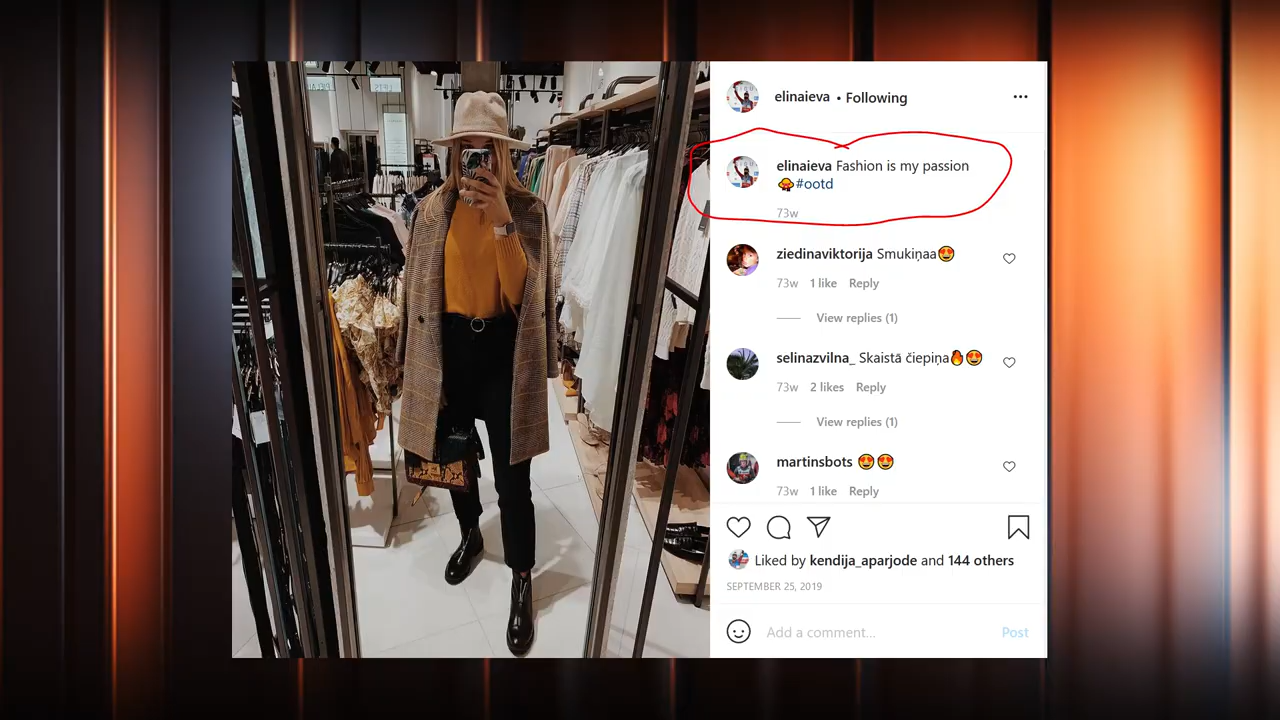 elinaieva • Following
elinaieva Fashion is my passion
#ootd
73w
ziedinaviktorija Smukiņaa😍
73w 1 like Reply
View replies (1)
selinazvilna_ Skaistā čiepiņa🔥😍
73w 2 likes Reply
View replies (1)
martinsbots 😍😍
73w 1 like Reply
Liked by kendija_aparjode and 144 others
SEPTEMBER 25, 2019
Add a comment... Post